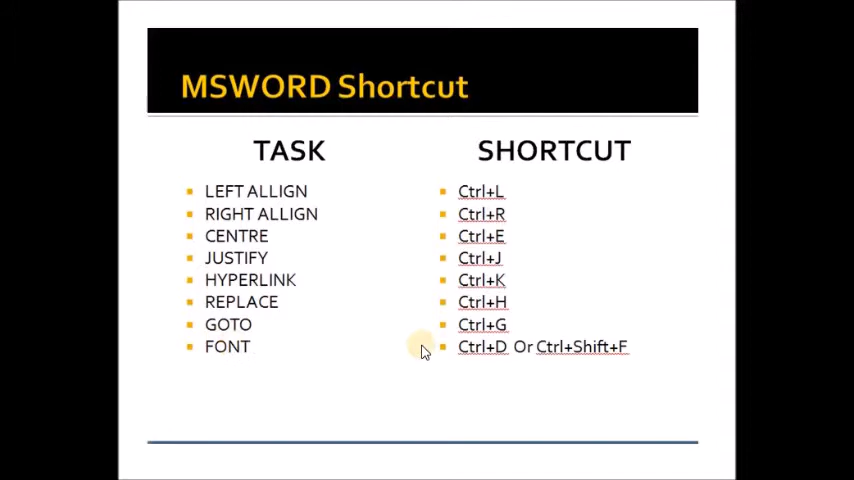 MSWORD Shortcut
TASK
SHORTCUT
LEFT ALLIGN
Ctrl+L
RIGHT ALLIGN
Ctrl+R
CENTRE
Ctrl+E
JUSTIFY
Ctrl+J
HYPERLINK
Ctrl+K
REPLACE
Ctrl+H
GOTO
Ctrl+G
FONT
Ctrl+D Or Ctrl+Shift+F